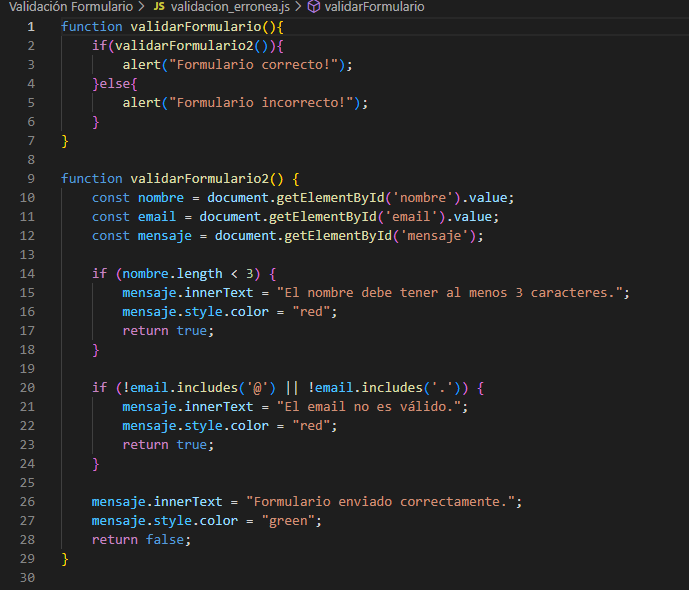 Validación Formulario > JS validacion_erronea.js > validarFormulario
1 function validarFormulario(){
2     if(validarFormulario2()){
3         alert("Formulario correcto!");
4     }else{
5         alert("Formulario incorrecto!");
6     }
7 }
8
9 function validarFormulario2() {
10     const nombre = document.getElementById('nombre').value;
11     const email = document.getElementById('email').value;
12     const mensaje = document.getElementById('mensaje');
13
14     if (nombre.length < 3) {
15         mensaje.innerText = "El nombre debe tener al menos 3 caracteres.";
16         mensaje.style.color = "red";
17         return true;
18     }
19
20     if (!email.includes('@') || !email.includes('.')) {
21         mensaje.innerText = "El email no es válido.";
22         mensaje.style.color = "red";
23         return true;
24     }
25
26     mensaje.innerText = "Formulario enviado correctamente.";
27     mensaje.style.color = "green";
28     return false;
29 }
30